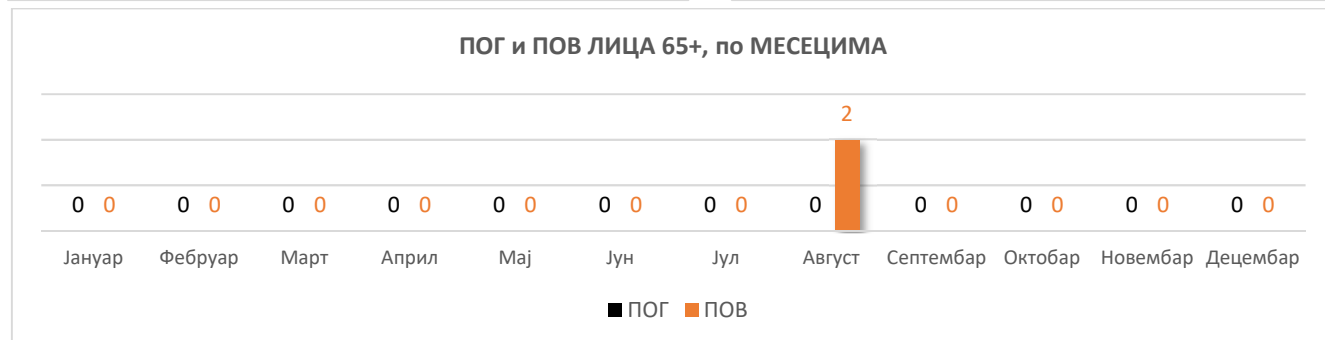 ПОГ и ПОВ ЛИЦА 65+, по МЕСЕЦИМА
2
0 0 0 0 0 0 0 0 0 0 0 0 0 0 0 0 0 0 0 0 0 0 0
Јануар Фебруар Март Април Мај Јун Јул Август Септембар Октобар Новембар Децембар
ПОГ ПОВ